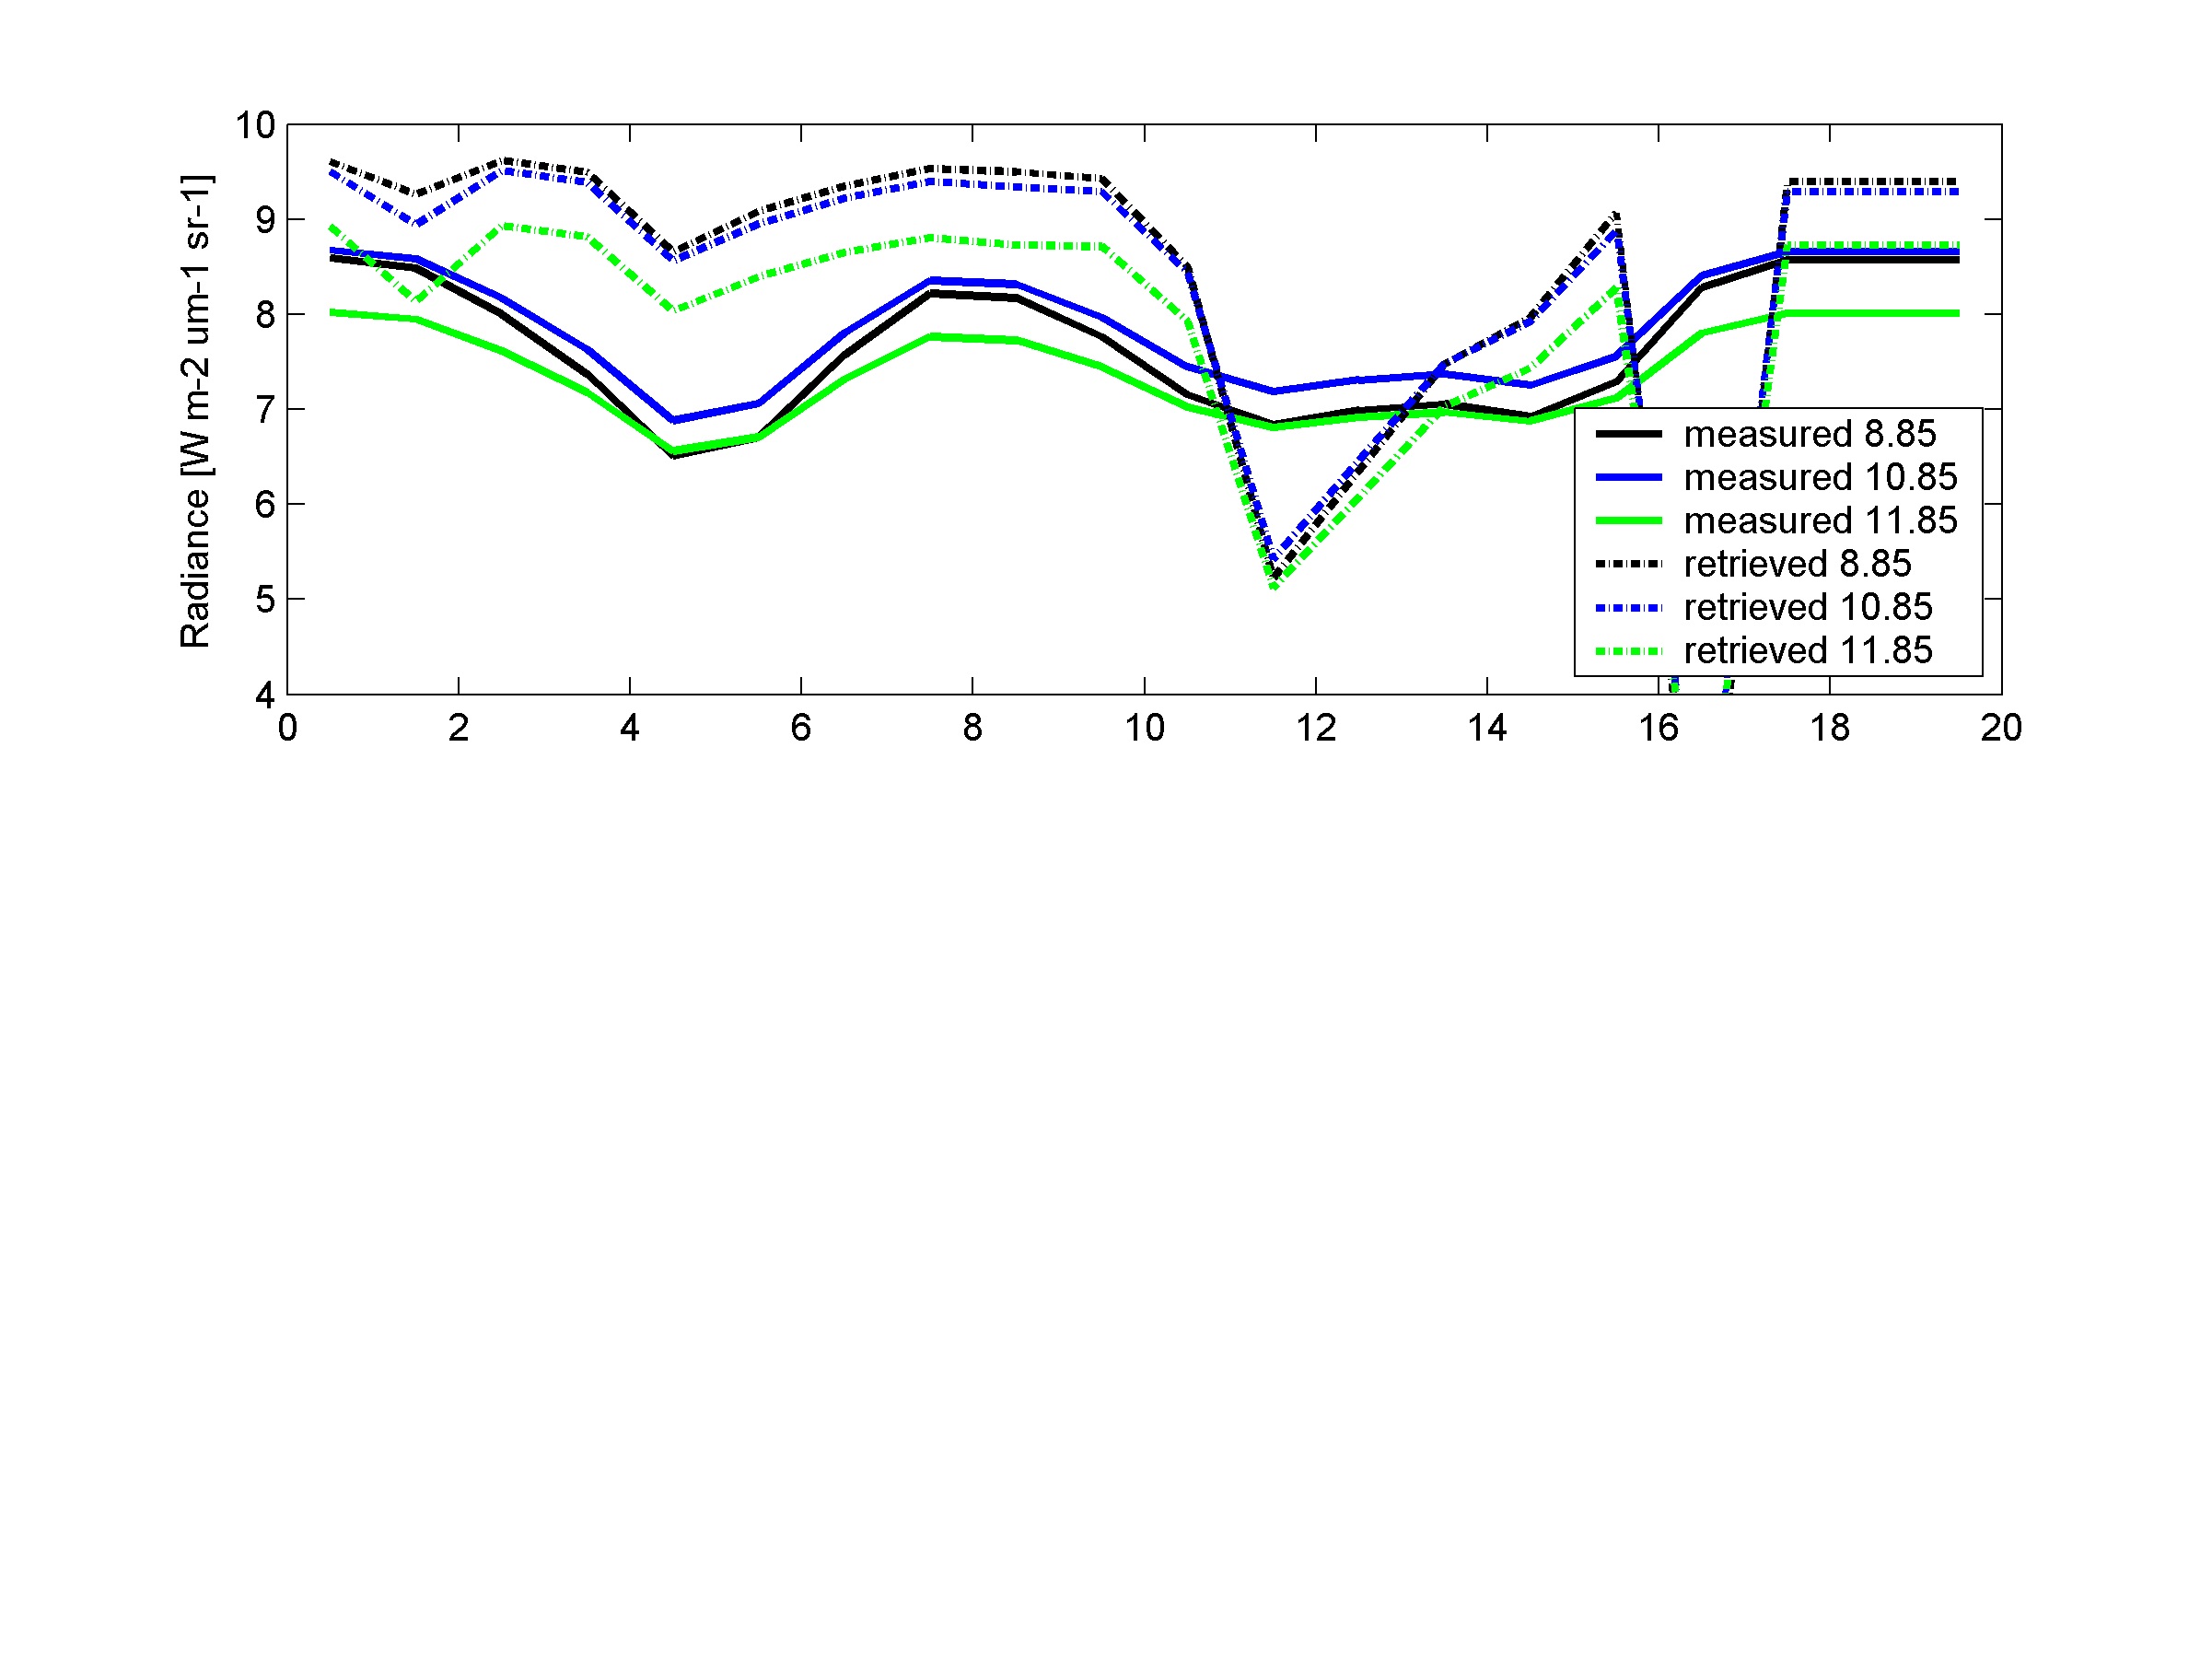 Radiance [W m-2 um-1 sr-1]
10
9
8
7
6
5
4
0 2 4 6 8 10 12 14 16 18 20
measured 8.85
measured 10.85
measured 11.85
retrieved 8.85
retrieved 10.85
retrieved 11.85